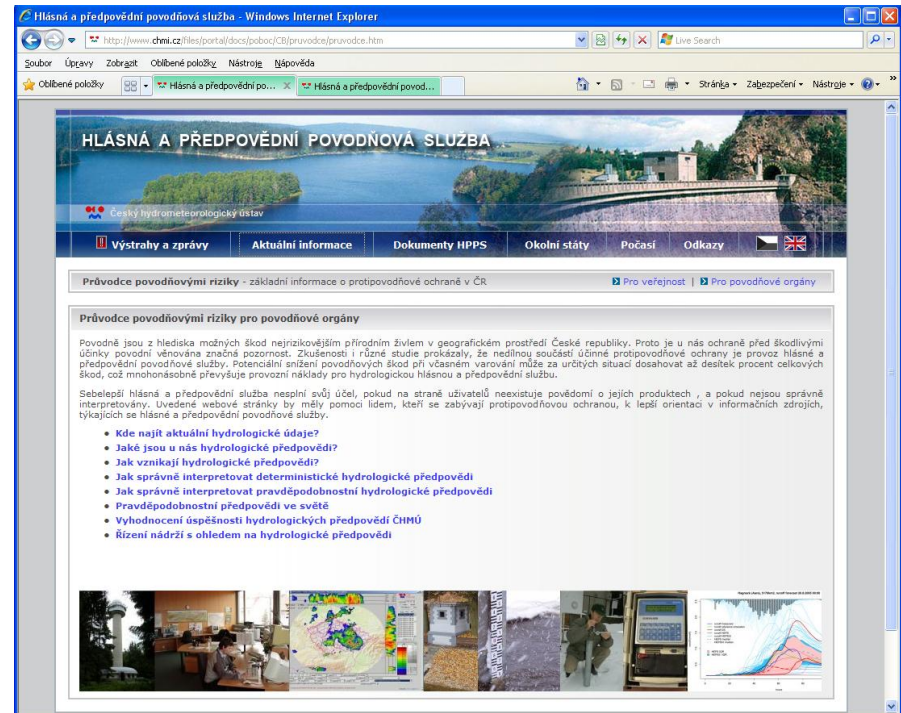 Hlásná a předpovědní povodňová služba - Windows Internet Explorer
http://www.chmi.cz/files/portal/docs/poboc/CB/pruvodce/pruvodce.htm
Live Search
Soubor Úpravy Zobrazit Oblíbené položky Nástroje Nápověda
Oblíbené položky
Hlásná a předpovědní po...
Hlásná a předpovědní povod...
Stránka
Zabezpečení
Nástroje
HLÁSNÁ A PŘEDPOVĚDNÍ POVODŇOVÁ SLUŽBA
Český hydrometeorologický ústav
Výstrahy a zprávy
Aktuální informace
Dokumenty HPPS
Okolní státy
Počasí
Odkazy
Průvodce povodňovými riziky - základní informace o protipovodňové ochraně v ČR
Pro veřejnost | Pro povodňové orgány
Průvodce povodňovými riziky pro povodňové orgány
Povodně jsou z hlediska možných škod nejrizikovějším přírodním živlem v geografickém prostředí České republiky. Proto je u nás ochraně před škodlivými
účinky povodní věnována značná pozornost. Zkušenosti i různé studie prokázaly, že nedílnou součástí účinné protipovodňové ochrany je provoz hlásné a
předpovědní povodňové služby. Potenciální snížení povodňových škod při včasném varování může za určitých situací dosahovat až desítek procent celkových
škod, což mnohonásobně převyšuje provozní náklady pro hydrologickou hlásnou a předpovědní službu.
Sebelepší hlásná a předpovědní služba nesplní svůj účel, pokud na straně uživatelů neexistuje povědomí o jejích produktech , a pokud nejsou správně
interpretovány. Uvedené webové stránky by měly pomoci lidem, kteří se zabývají protipovodňovou ochranou, k lepší orientaci v informačních zdrojích,
týkajících se hlásné a předpovědní povodňové služby.
Kde najít aktuální hydrologické údaje?
Jaké jsou u nás hydrologické předpovědi?
Jak vznikají hydrologické předpovědi?
Jak správně interpretovat deterministické hydrologické předpovědi
Jak správně interpretovat pravděpodobnostní hydrologické předpovědi
Pravděpodobnostní předpovědi ve světě
Vyhodnocení úspěšnosti hydrologických předpovědí ČHMÚ
Řízení nádrží s ohledem na hydrologické předpovědi